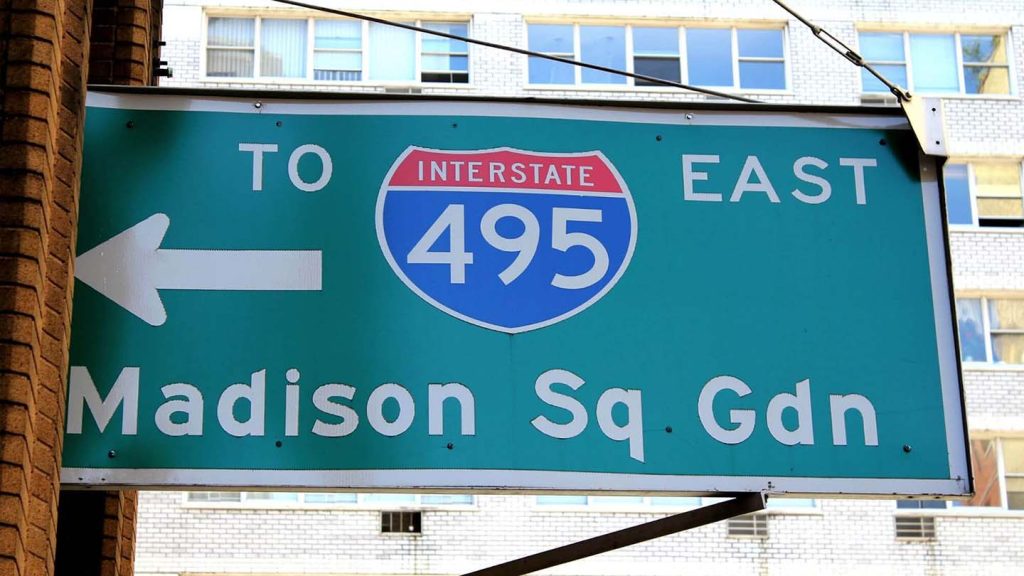 TO INTERSTATE EAST
495
Madison Sq Gdn